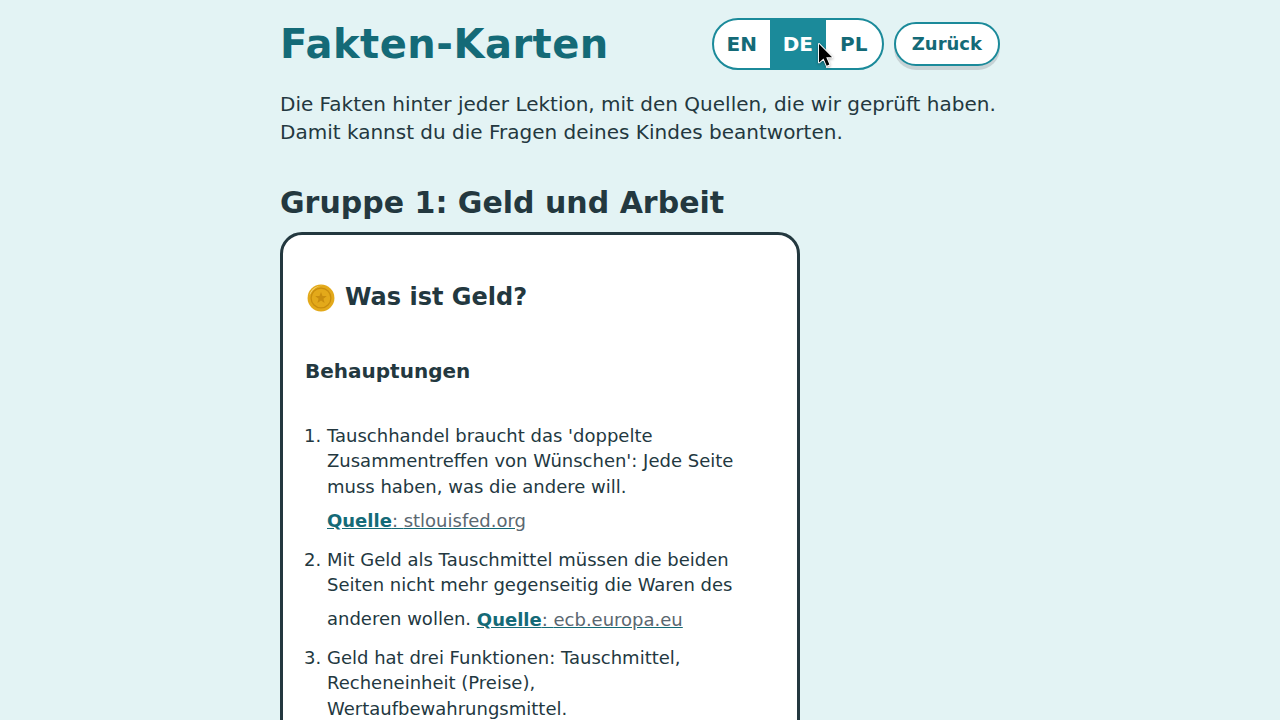 Fakten-Karten
EN DE PL
Zurück
Die Fakten hinter jeder Lektion, mit den Quellen, die wir geprüft haben.
Damit kannst du die Fragen deines Kindes beantworten.
Gruppe 1: Geld und Arbeit
Was ist Geld?
Behauptungen
1. Tauschhandel braucht das 'doppelte
Zusammentreffen von Wünschen': Jede Seite
muss haben, was die andere will.
Quelle: stlouisfed.org
2. Mit Geld als Tauschmittel müssen die beiden
Seiten nicht mehr gegenseitig die Waren des
anderen wollen. Quelle: ecb.europa.eu
3. Geld hat drei Funktionen: Tauschmittel,
Recheneinheit (Preise),
Wertaufbewahrungsmittel.